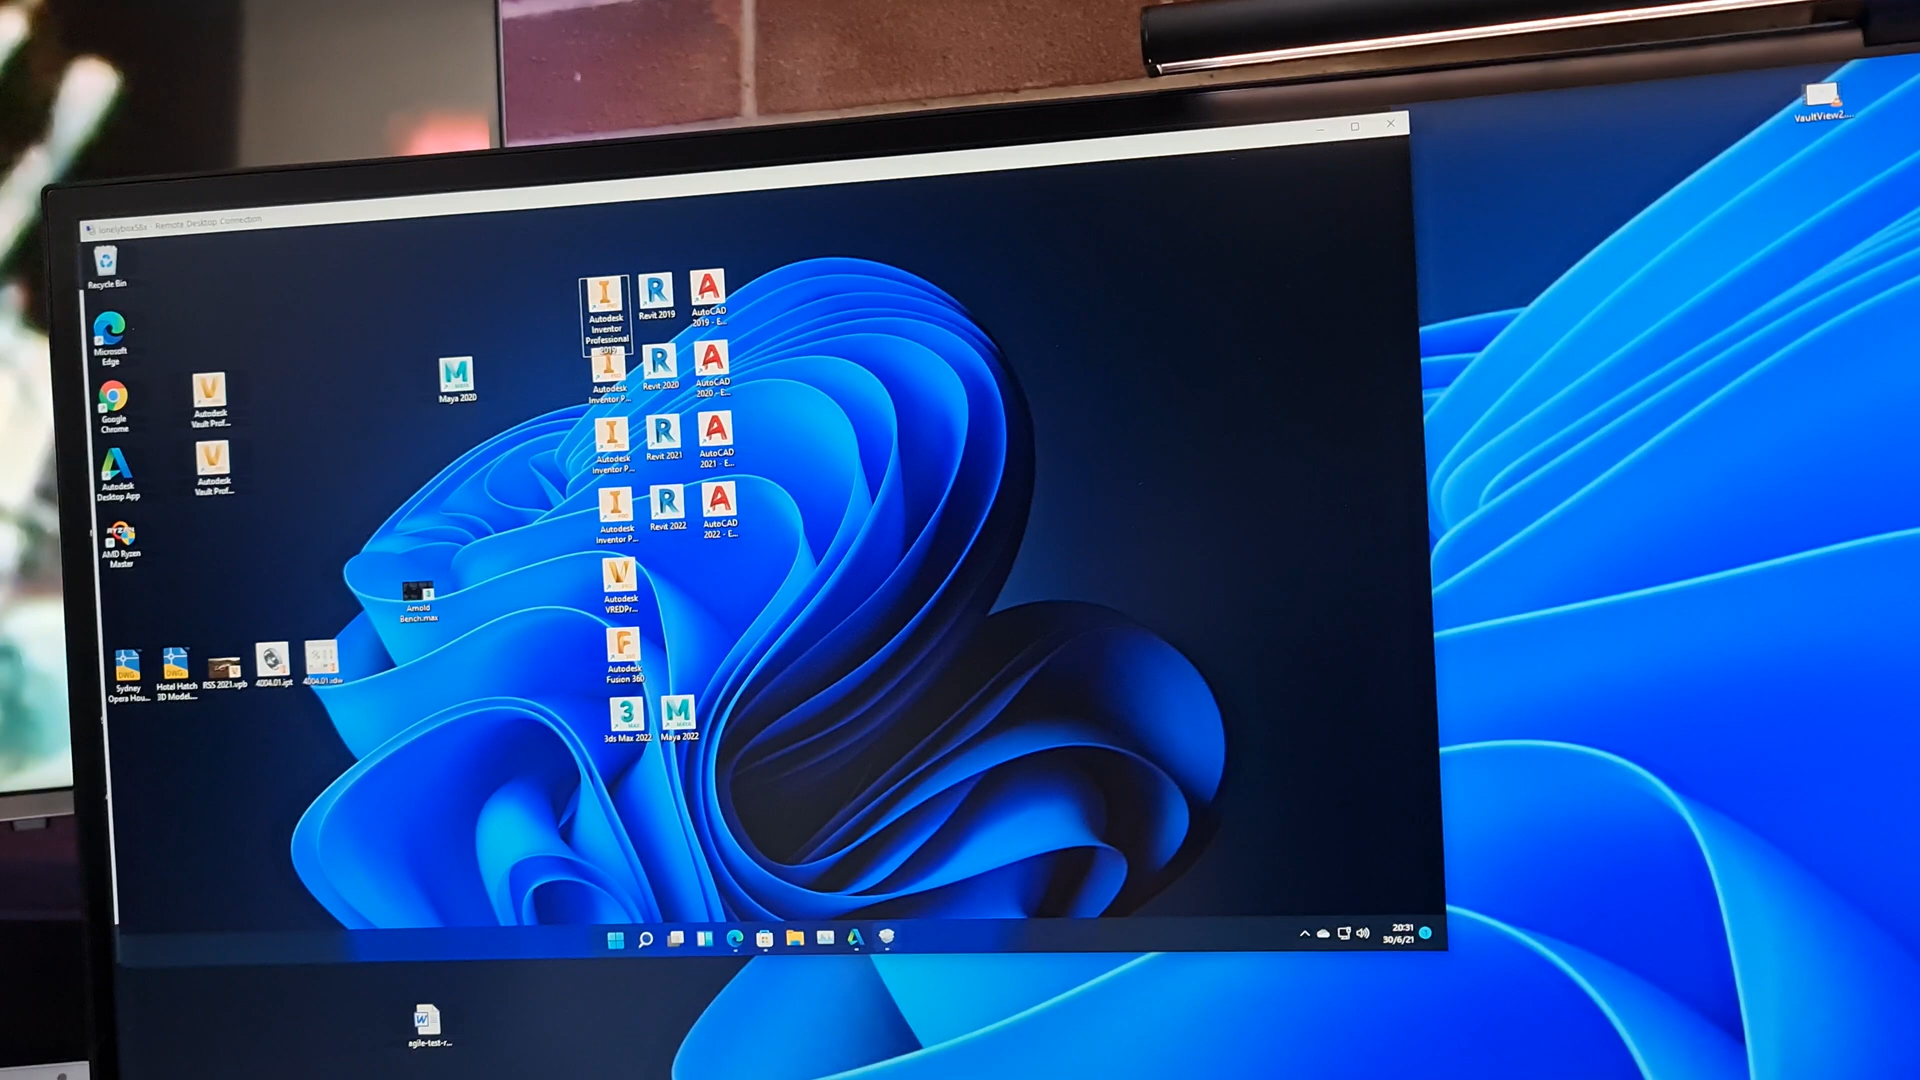 VaultView2....
lonelybox58x - Remote Desktop Connection
Recycle Bin
Microsoft
Edge
Google
Chrome
Autodesk
Desktop App
RYZEN
AMD Ryzen
Master
Autodesk
Vault Prof...
Autodesk
Vault Prof...
Maya 2020
Autodesk
Inventor
Professional
2019
Revit 2019
AutoCAD
2019 - E...
Autodesk
Inventor P...
Revit 2020
AutoCAD
2020 - E...
Autodesk
Inventor P...
Revit 2021
AutoCAD
2021 - E...
Autodesk
Inventor P...
Revit 2022
AutoCAD
2022 - E...
Autodesk
VREDPr...
Autodesk
Fusion 360
3ds Max 2022
Maya 2022
Arnold
Bench.max
DWG
Sydney
Opera Hou...
DWG
Hotel Hatch
3D Model....
RSS 2021.vpb
4004.01.ipt
4004.01.idw
20:31
30/6/21
1
agile-test-r...